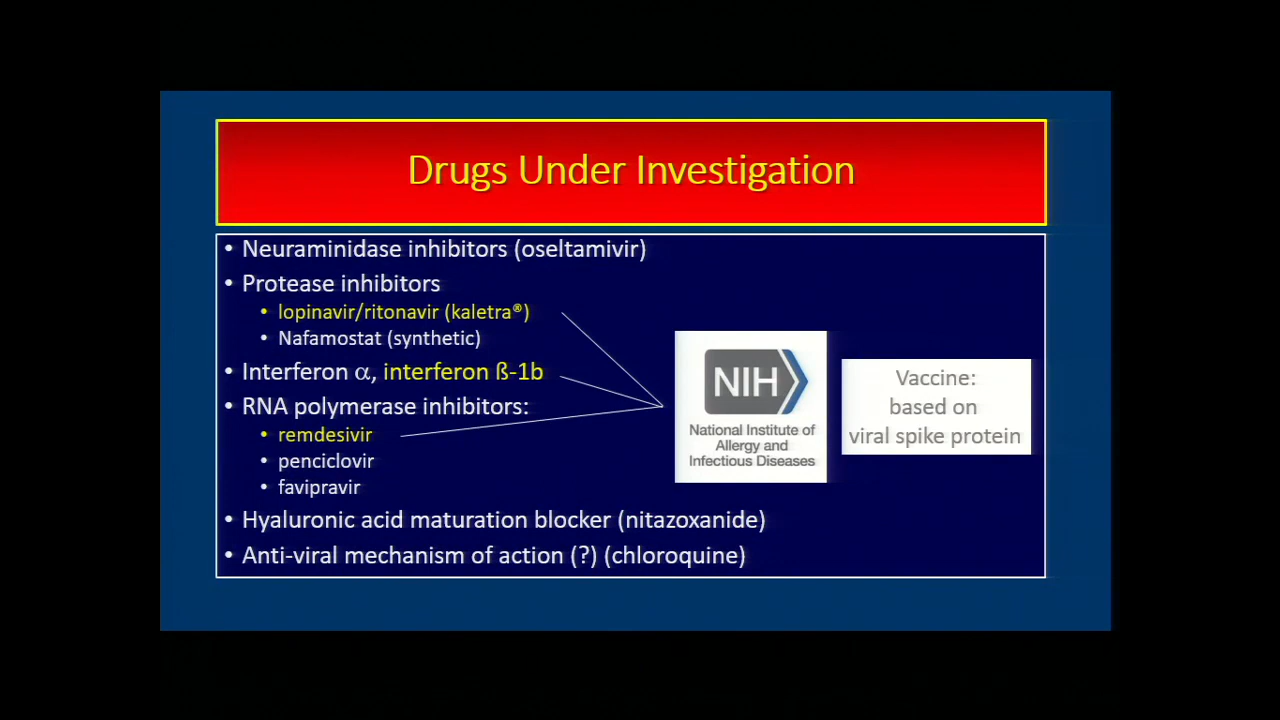 Drugs Under Investigation
• Neuraminidase inhibitors (oseltamivir)
• Protease inhibitors
• lopinavir/ritonavir (kaletra®)
• Nafamostat (synthetic)
• Interferon α, interferon ß-1b
• RNA polymerase inhibitors:
• remdesivir
• penciclovir
• favipravir
• Hyaluronic acid maturation blocker (nitazoxanide)
• Anti-viral mechanism of action (?) (chloroquine)
NIH
National Institute of
Allergy and
Infectious Diseases
Vaccine:
based on
viral spike protein